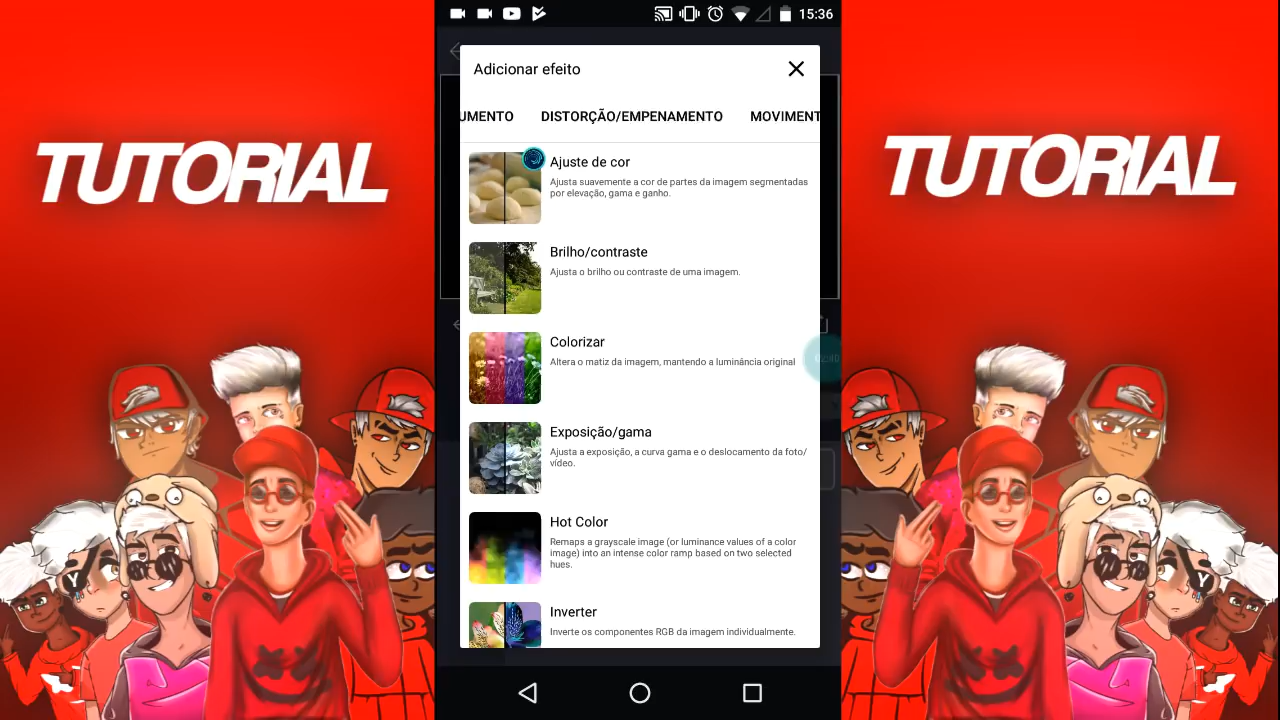 15:36
Adicionar efeito
UMENTO DISTORÇÃO/EMPENAMENTO MOVIMENT
TUTORIAL
TUTORIAL
Ajuste de cor
Ajusta suavemente a cor de partes da imagem segmentadas
por elevação, gama e ganho.
Brilho/contraste
Ajusta o brilho ou contraste de uma imagem.
Colorizar
Altera o matiz da imagem, mantendo a luminância original
Exposição/gama
Ajusta a exposição, a curva gama e o deslocamento da foto/
vídeo.
Hot Color
Remaps a grayscale image (or luminance values of a color
image) into an intense color ramp based on two selected
hues.
Inverter
Inverte os componentes RGB da imagem individualmente.